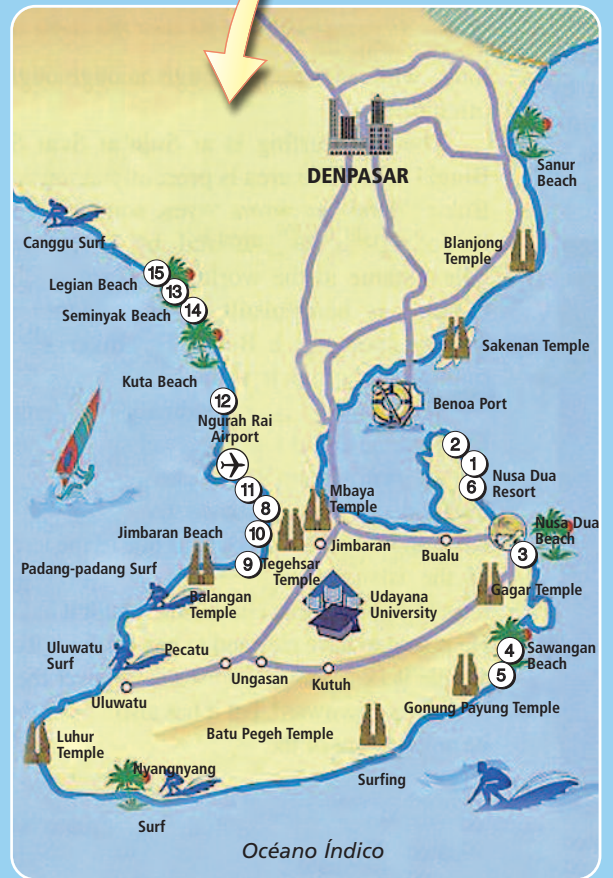 DENPASAR
Sanur
Beach
Canggu Surf
Blanjong
Temple
15
Legian Beach
13
Seminyak Beach
14
Sakenan Temple
Kuta Beach
12
Benoa Port
Ngurah Rai
Airport
2
1
Nusa Dua
Resort
6
11
8
Mbaya
Temple
Jimbaran Beach
10
Nusa Dua
Beach
3
Jimbaran
Bualu
Tegehsar
Temple
9
Padang-padang Surf
Balangan
Temple
Udayana
University
Gagar Temple
Uluwatu
Surf
Pecatu
Ungasan
Kutuh
4
Sawangan
Beach
5
Uluwatu
Gonung Payung Temple
Luhur
Temple
Batu Pegeh Temple
Nyangnyang
Surfing
Surf
Océano Índico